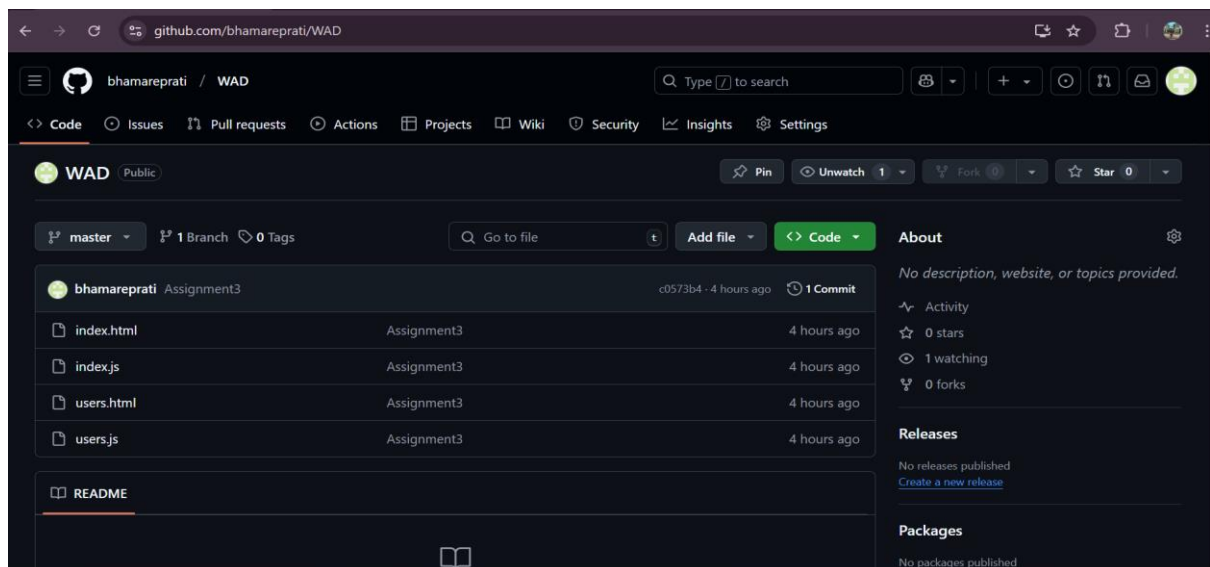 github.com/bhamareprati/WAD
bhamareprati / WAD
Type / to search
Code Issues Pull requests Actions Projects Wiki Security Insights Settings
WAD Public
Pin Unwatch 1 Fork 0 Star 0
master 1 Branch 0 Tags Go to file t Add file Code
bhamareprati Assignment3 c0573b4 · 4 hours ago 1 Commit
index.html Assignment3 4 hours ago
index.js Assignment3 4 hours ago
users.html Assignment3 4 hours ago
users.js Assignment3 4 hours ago
README
About
No description, website, or topics provided.
Activity
0 stars
1 watching
0 forks
Releases
No releases published
Create a new release
Packages
No packages published